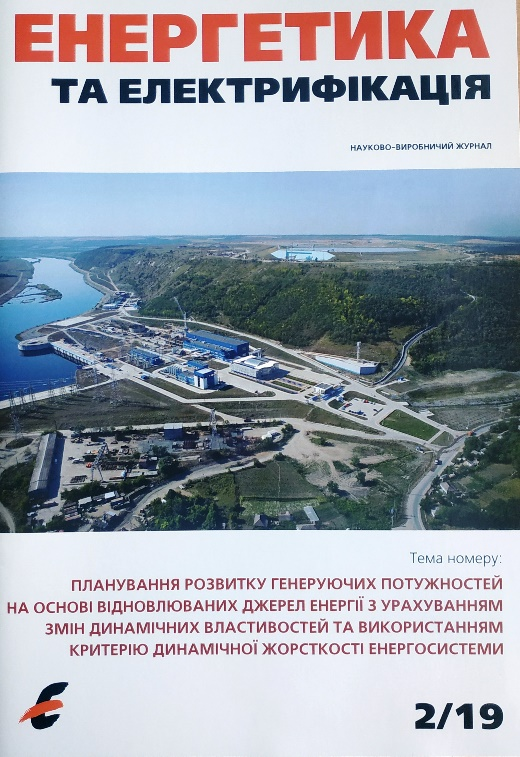 ЕНЕРГЕТИКА
ТА ЕЛЕКТРИФІКАЦІЯ
НАУКОВО-ВИРОБНИЧИЙ ЖУРНАЛ
Тема номеру:
ПЛАНУВАННЯ РОЗВИТКУ ГЕНЕРУЮЧИХ ПОТУЖНОСТЕЙ
НА ОСНОВІ ВІДНОВЛЮВАНИХ ДЖЕРЕЛ ЕНЕРГІЇ З УРАХУВАННЯМ
ЗМІН ДИНАМІЧНИХ ВЛАСТИВОСТЕЙ ТА ВИКОРИСТАННЯМ
КРИТЕРІЮ ДИНАМІЧНОЇ ЖОРСТКОСТІ ЕНЕРГОСИСТЕМИ
2/19